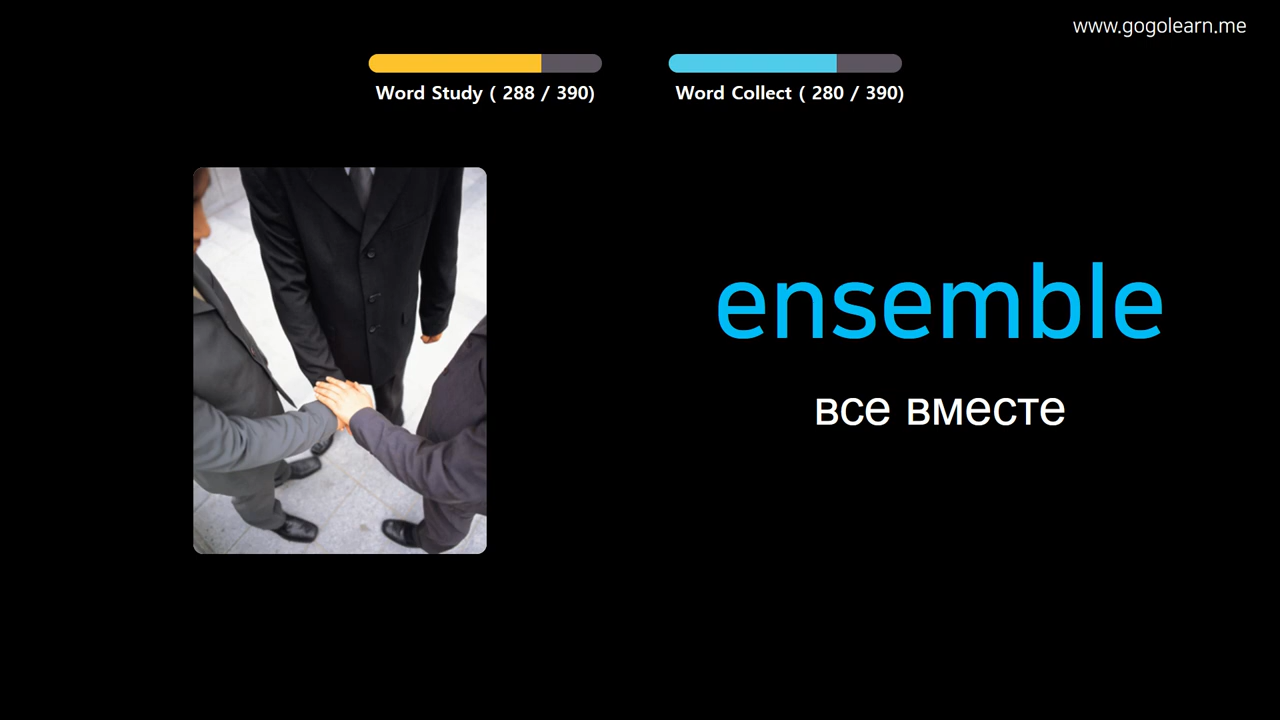 www.gogolearn.me
Word Study ( 288 / 390)
Word Collect ( 280 / 390)
ensemble
все вместе